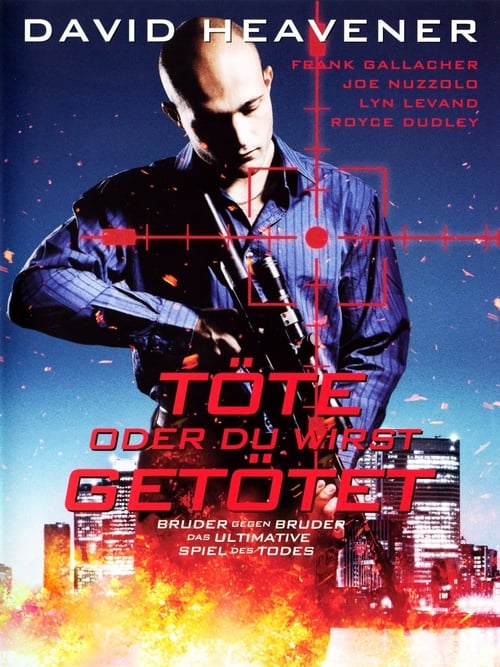 DAVID HEAVENER
FRANK GALLACHER
JOE NUZZOLO
LYN LEVAND
ROYCE DUDLEY
TÖTE
ODER DU WIRST
GETÖTET
BRUDER GEGEN BRUDER
DAS ULTIMATIVE
SPIEL DES TODES